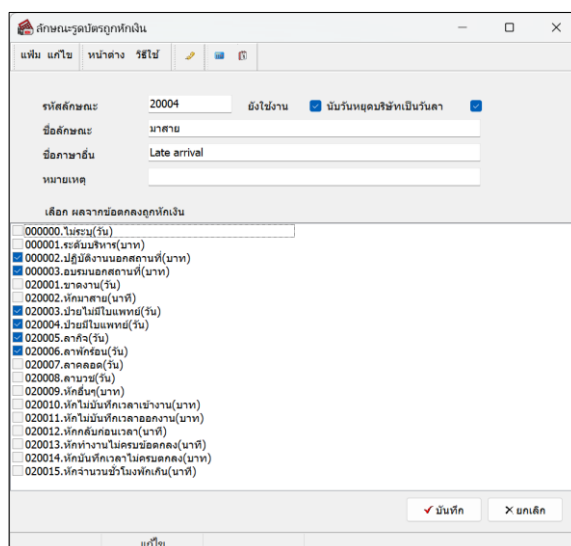 ลักษณะรูดบัตรถูกหักเงิน
แฟ้ม แก้ไข หน้าต่าง วิธีใช้
รหัสลักษณะ 20004 ยังใช้งาน นับวันหยุดบริษัทเป็นวันลา
ชื่อลักษณะ มาสาย
ชื่อภาษาอื่น Late arrival
หมายเหตุ
เลือก ผลจากข้อตกลงถูกหักเงิน
000000.ไม่ระบุ(วัน)
000001.ระดับบริหาร(บาท)
000002.ปฏิบัติงานนอกสถานที่(บาท)
000003.อบรมนอกสถานที่(บาท)
020001.ขาดงาน(วัน)
020002.หักมาสาย(นาที)
020003.ป่วยไม่มีใบแพทย์(วัน)
020004.ป่วยมีใบแพทย์(วัน)
020005.ลากิจ(วัน)
020006.ลาพักร้อน(วัน)
020007.ลาคลอด(วัน)
020008.ลาบวช(วัน)
020009.หักอื่นๆ(บาท)
020010.หักไม่บันทึกเวลาเข้างาน(บาท)
020011.หักไม่บันทึกเวลาออกงาน(บาท)
020012.หักกลับก่อนเวลา(นาที)
020013.หักทำงานไม่ครบข้อตกลง(นาที)
020014.หักบันทึกเวลาไม่ครบตกลง(บาท)
020015.หักจำนวนชั่วโมงพักเกิน(นาที)
บันทึก ยกเลิก
แก้ไข